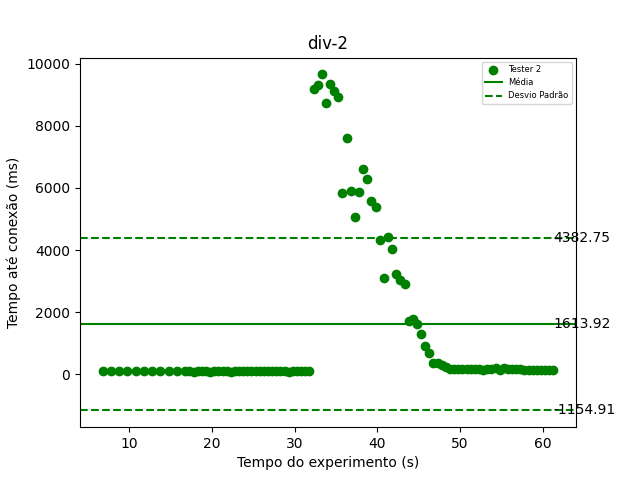 div-2
Tempo até conexão (ms)
10000
8000
6000
4000
2000
0
Tester 2
Média
Desvio Padrão
4382.75
1613.92
-1154.91
10 20 30 40 50 60
Tempo do experimento (s)